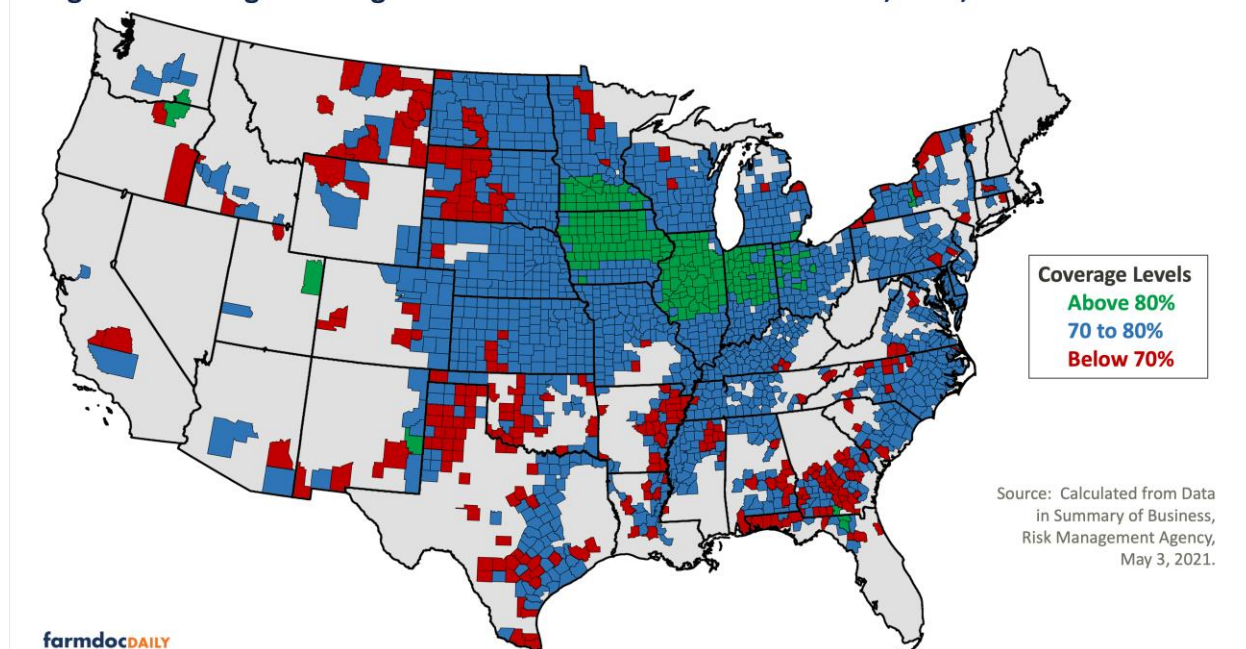 Coverage Levels
Above 80%
70 to 80%
Below 70%
Source: Calculated from Data
in Summary of Business,
Risk Management Agency,
May 3, 2021.
farmdocDAILY